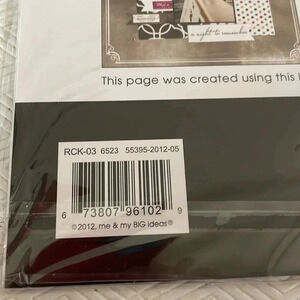 a night to remember
This page was created using this
RCK-03 6523 55395-2012-05
6 73807 96102 9
©2012, me & my BIG ideas®